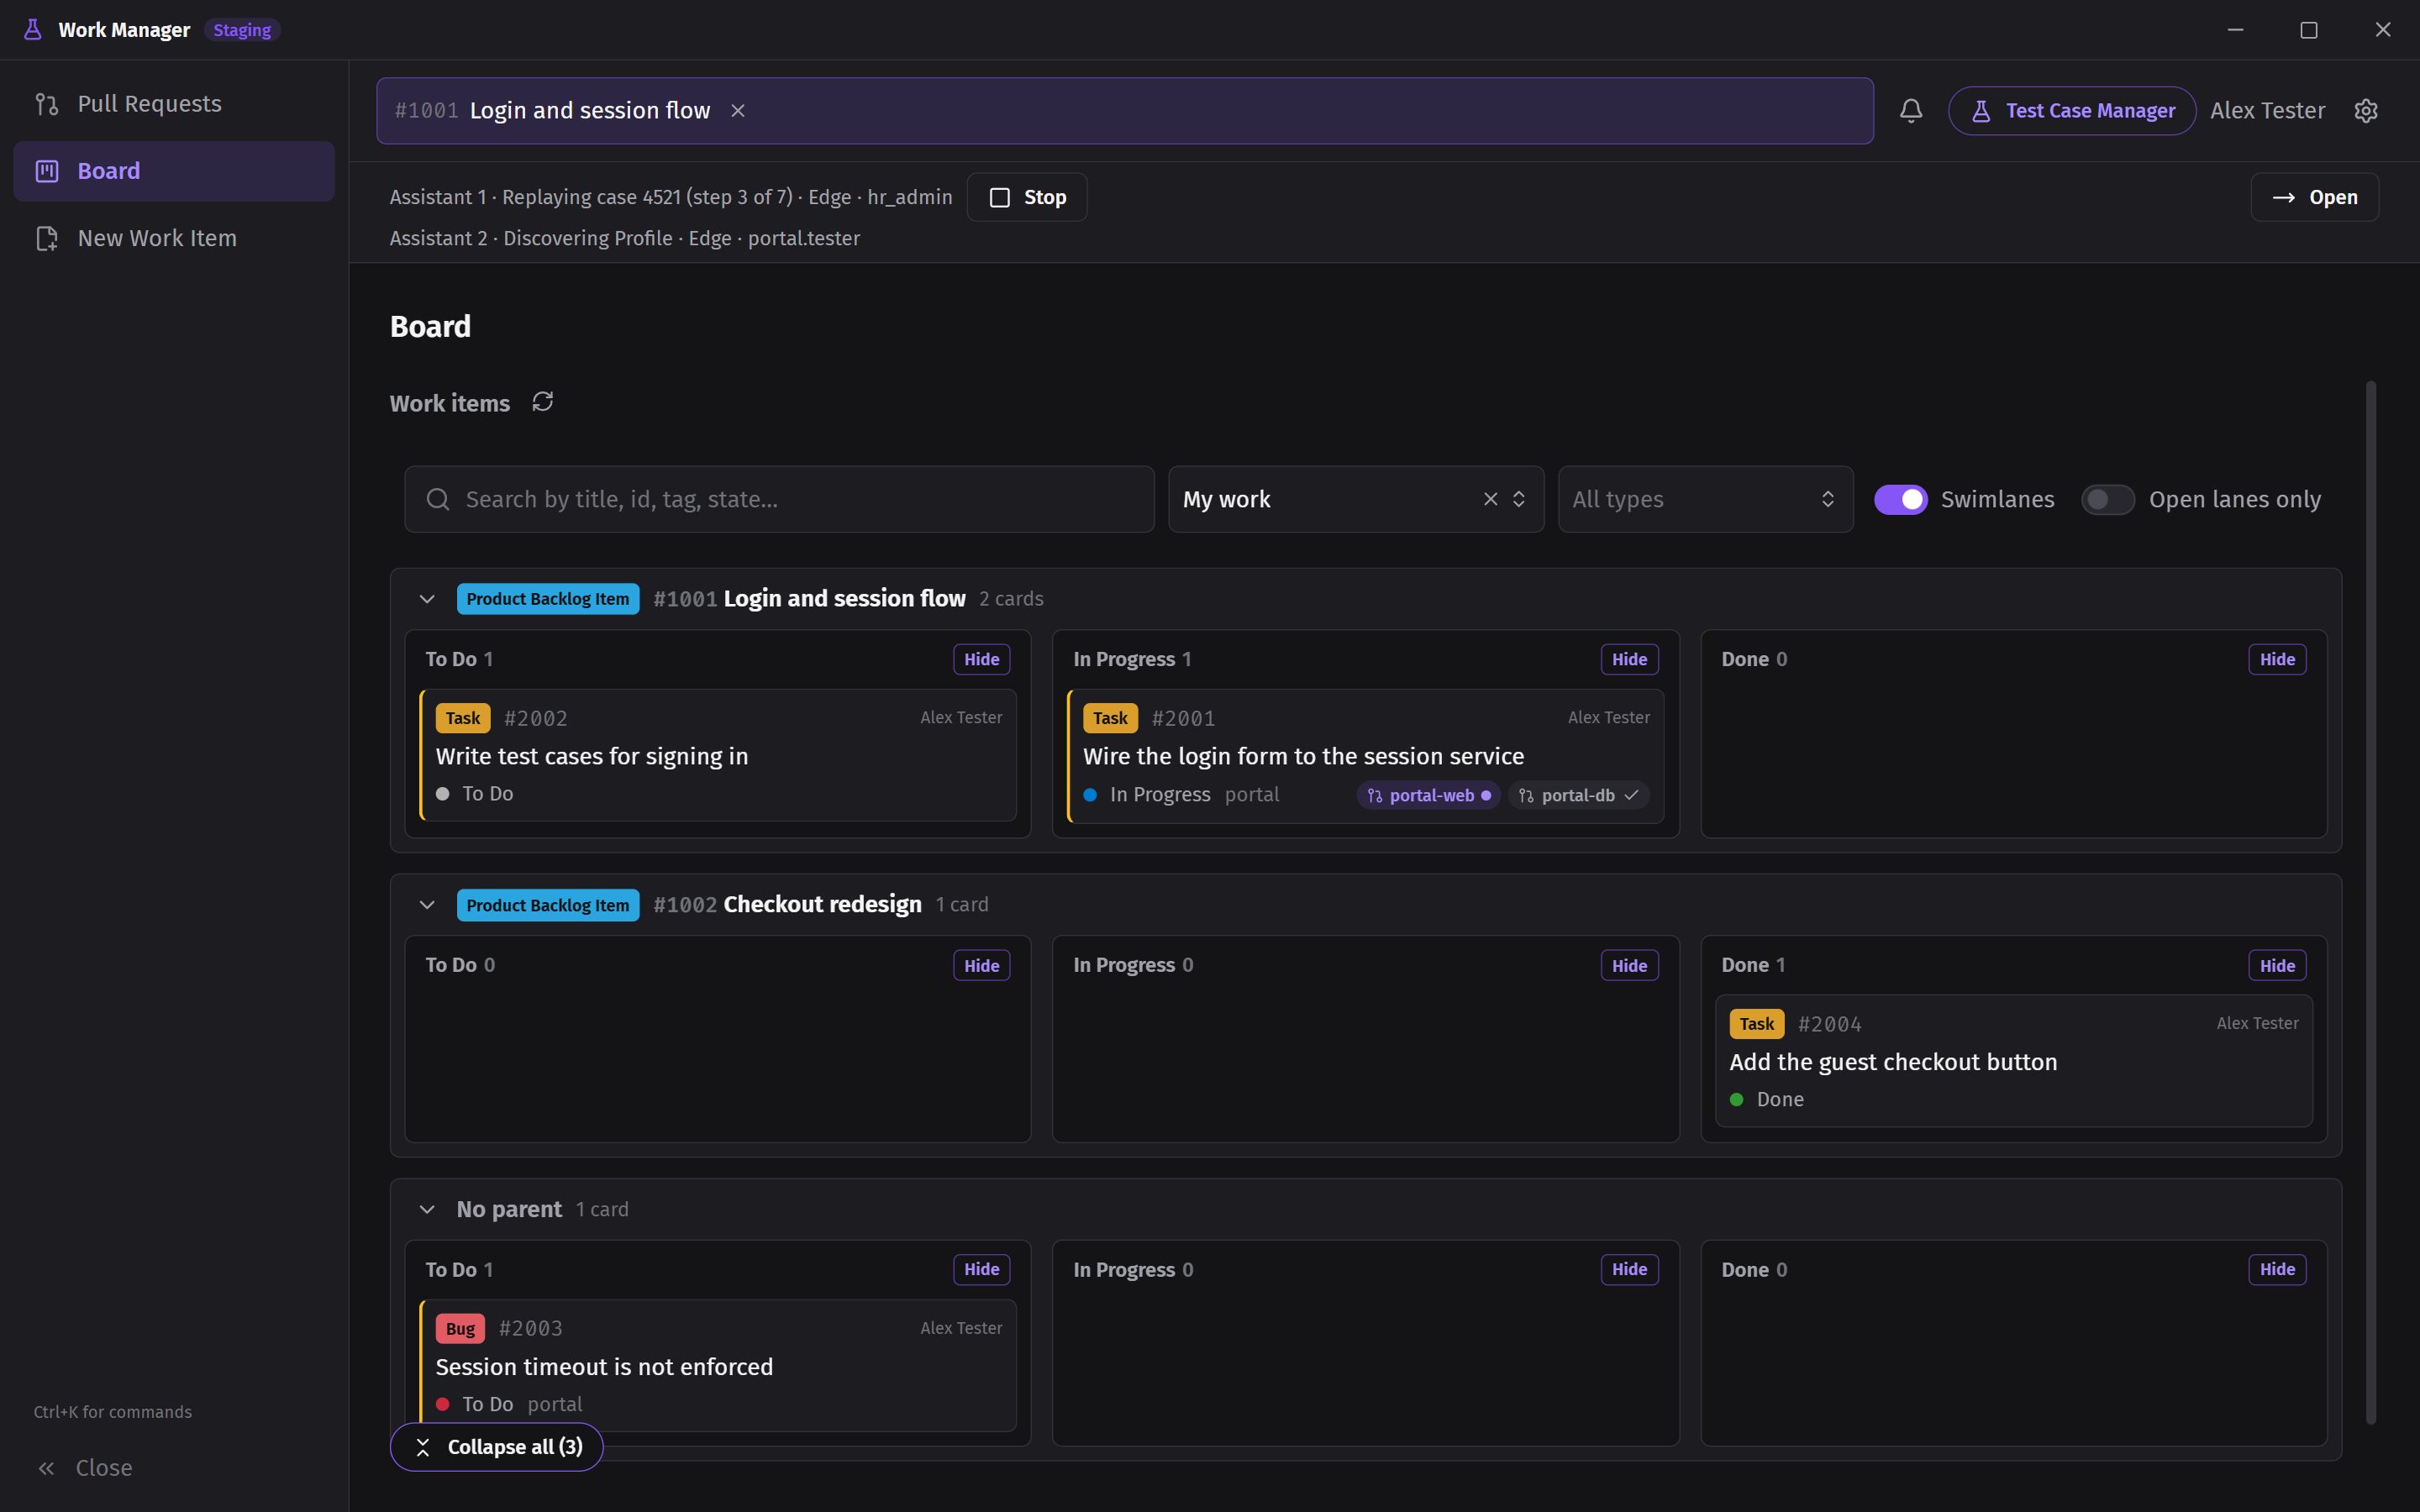 Work Manager Staging
Pull Requests
Board
New Work Item
Ctrl+K for commands
Close
#1001 Login and session flow
Test Case Manager
Alex Tester
Assistant 1 · Replaying case 4521 (step 3 of 7) · Edge · hr_admin Stop Open
Assistant 2 · Discovering Profile · Edge · portal.tester
Board
Work items
Search by title, id, tag, state... My work All types Swimlanes Open lanes only
Product Backlog Item #1001 Login and session flow 2 cards
To Do 1 Hide
Task #2002 Alex Tester
Write test cases for signing in
To Do
In Progress 1 Hide
Task #2001 Alex Tester
Wire the login form to the session service
In Progress portal portal-web portal-db
Done 0 Hide
Product Backlog Item #1002 Checkout redesign 1 card
To Do 0 Hide
In Progress 0 Hide
Done 1 Hide
Task #2004 Alex Tester
Add the guest checkout button
Done
No parent 1 card
To Do 1 Hide
Bug #2003 Alex Tester
Session timeout is not enforced
To Do portal
In Progress 0 Hide
Done 0 Hide
Collapse all (3)